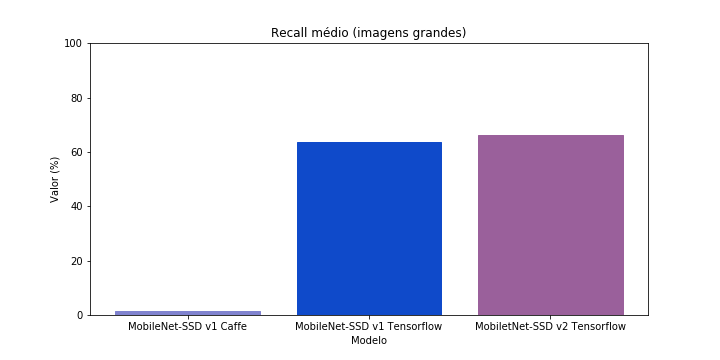 Recall médio (imagens grandes)
100
80
60
40
20
0
Valor (%)
MobileNet-SSD v1 Caffe
MobileNet-SSD v1 Tensorflow
MobiletNet-SSD v2 Tensorflow
Modelo